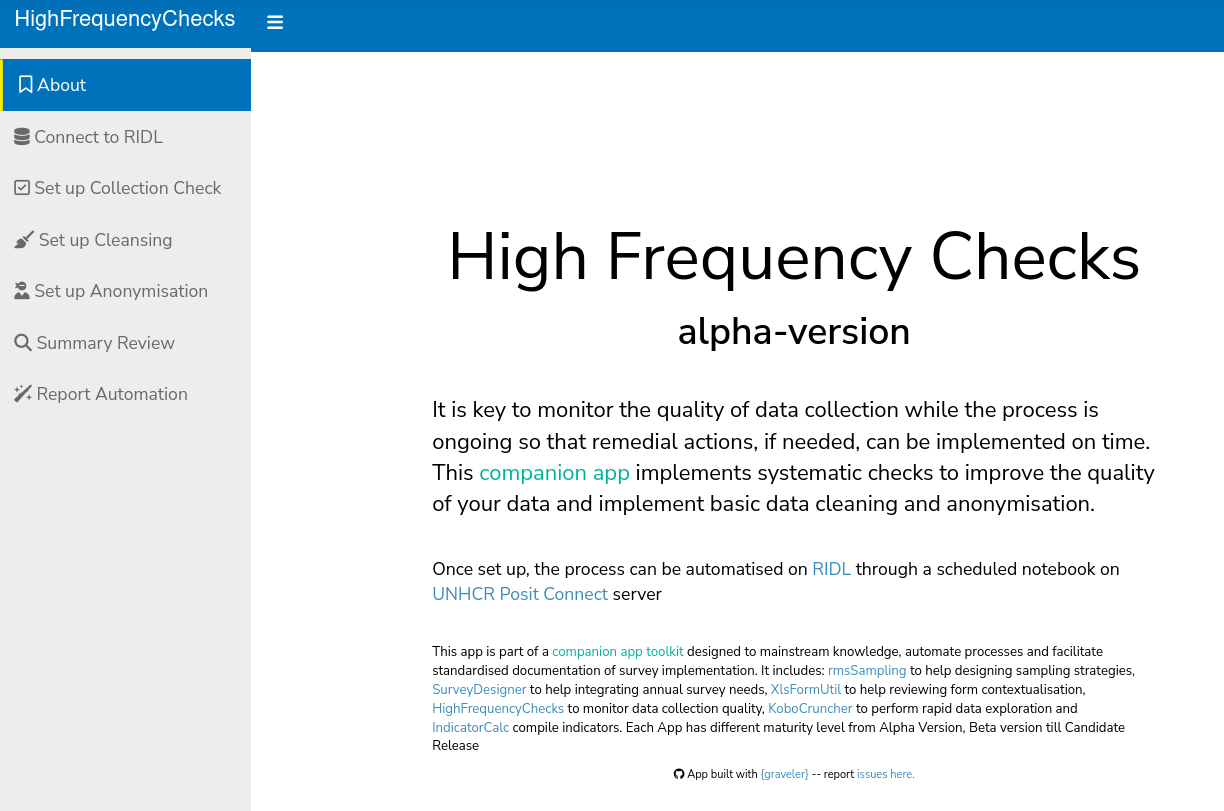 HighFrequencyChecks
About
Connect to RIDL
Set up Collection Check
Set up Cleansing
Set up Anonymisation
Summary Review
Report Automation
High Frequency Checks
alpha-version
It is key to monitor the quality of data collection while the process is
ongoing so that remedial actions, if needed, can be implemented on time.
This companion app implements systematic checks to improve the quality
of your data and implement basic data cleaning and anonymisation.
Once set up, the process can be automatised on RIDL through a scheduled notebook on
UNHCR Posit Connect server
This app is part of a companion app toolkit designed to mainstream knowledge, automate processes and facilitate
standardised documentation of survey implementation. It includes: rmsSampling to help designing sampling strategies,
SurveyDesigner to help integrating annual survey needs, XlsFormUtil to help reviewing form contextualisation,
HighFrequencyChecks to monitor data collection quality, KoboCruncher to perform rapid data exploration and
IndicatorCalc compile indicators. Each App has different maturity level from Alpha Version, Beta version till Candidate
Release
App built with {graveler} -- report issues here.